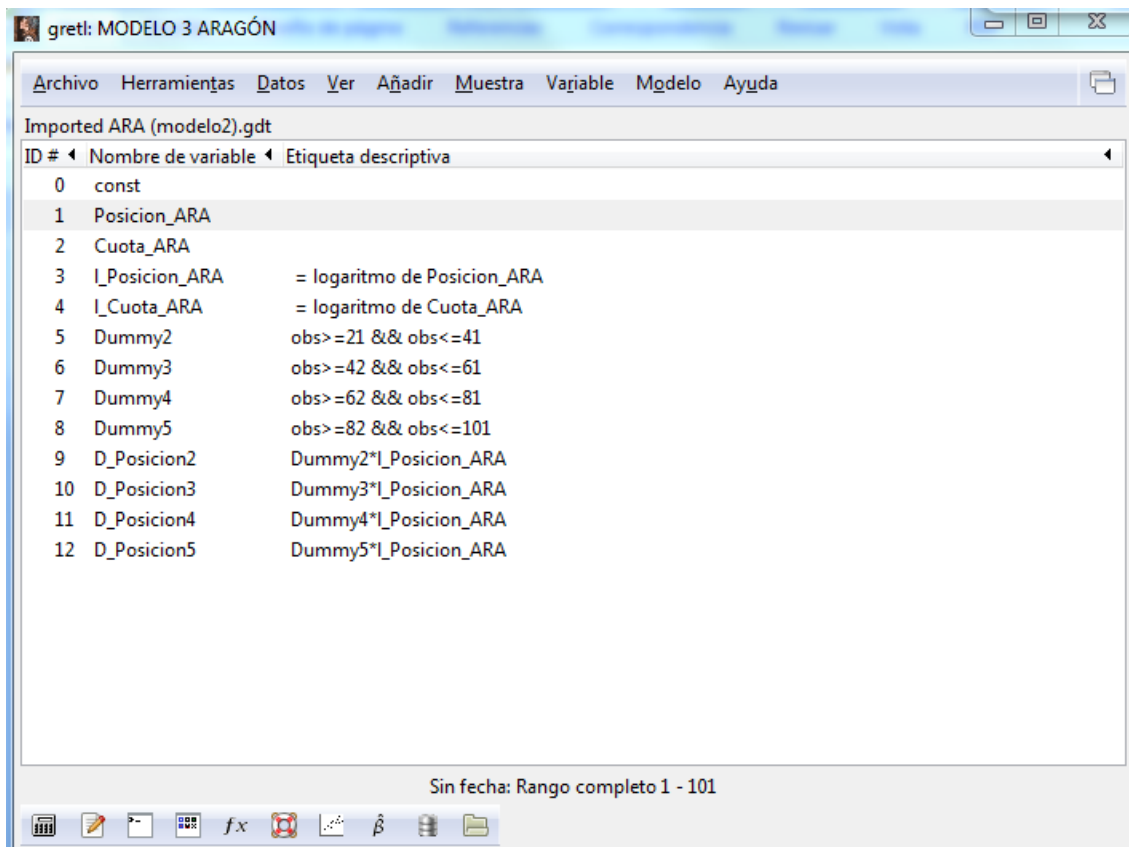 gretl: MODELO 3 ARAGÓN
Archivo Herramientas Datos Ver Añadir Muestra Variable Modelo Ayuda
Imported ARA (modelo2).gdt
ID # Nombre de variable Etiqueta descriptiva
0 const
1 Posicion_ARA
2 Cuota_ARA
3 l_Posicion_ARA = logaritmo de Posicion_ARA
4 l_Cuota_ARA = logaritmo de Cuota_ARA
5 Dummy2 obs>=21 && obs<=41
6 Dummy3 obs>=42 && obs<=61
7 Dummy4 obs>=62 && obs<=81
8 Dummy5 obs>=82 && obs<=101
9 D_Posicion2 Dummy2*l_Posicion_ARA
10 D_Posicion3 Dummy3*l_Posicion_ARA
11 D_Posicion4 Dummy4*l_Posicion_ARA
12 D_Posicion5 Dummy5*l_Posicion_ARA
Sin fecha: Rango completo 1 - 101
fx β̂